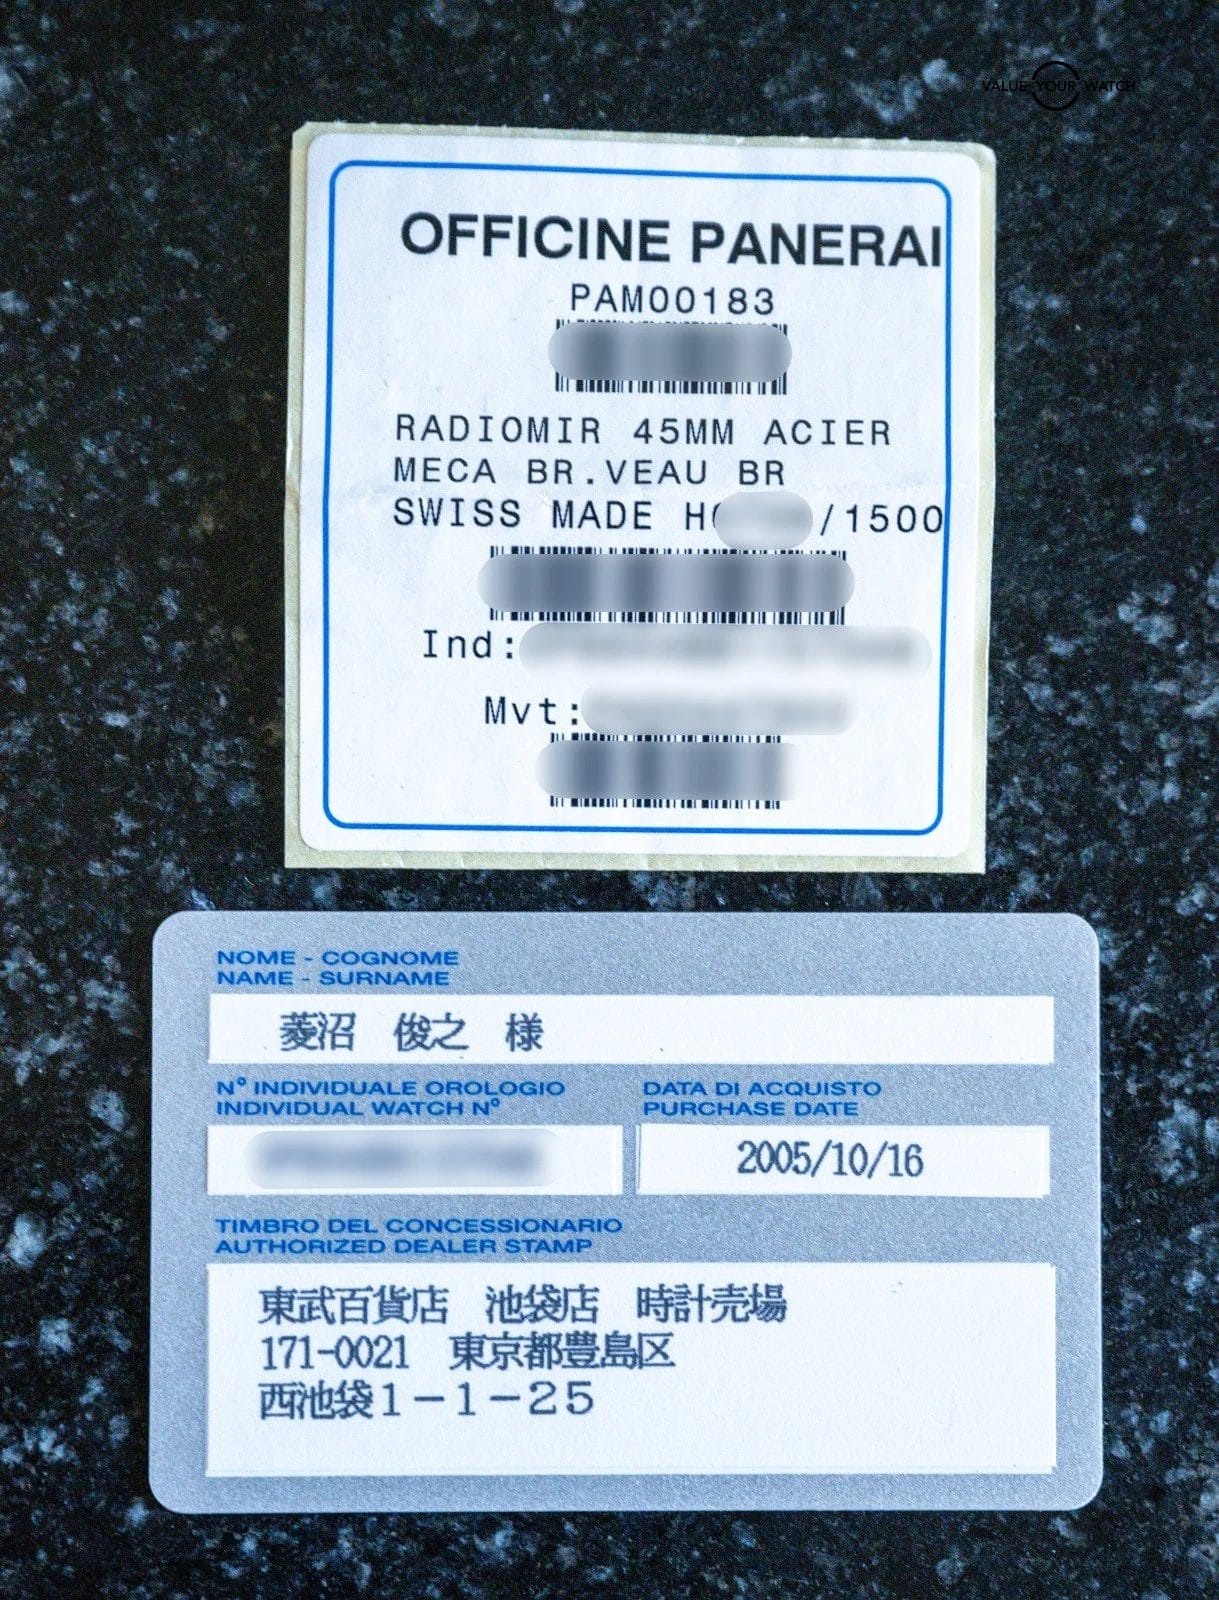 VALUE YOUR WATCH
OFFICINE PANERAI
PAM00183
RADIOMIR 45MM ACIER
MECA BR.VEAU BR
SWISS MADE H /1500
Ind:
Mvt:
NOME - COGNOME
NAME - SURNAME
菱沼 俊之 様
N° INDIVIDUALE OROLOGIO
INDIVIDUAL WATCH N°
DATA DI ACQUISTO
PURCHASE DATE
2005/10/16
TIMBRO DEL CONCESSIONARIO
AUTHORIZED DEALER STAMP
東武百貨店 池袋店 時計売場
171-0021 東京都豊島区
西池袋1-1-25